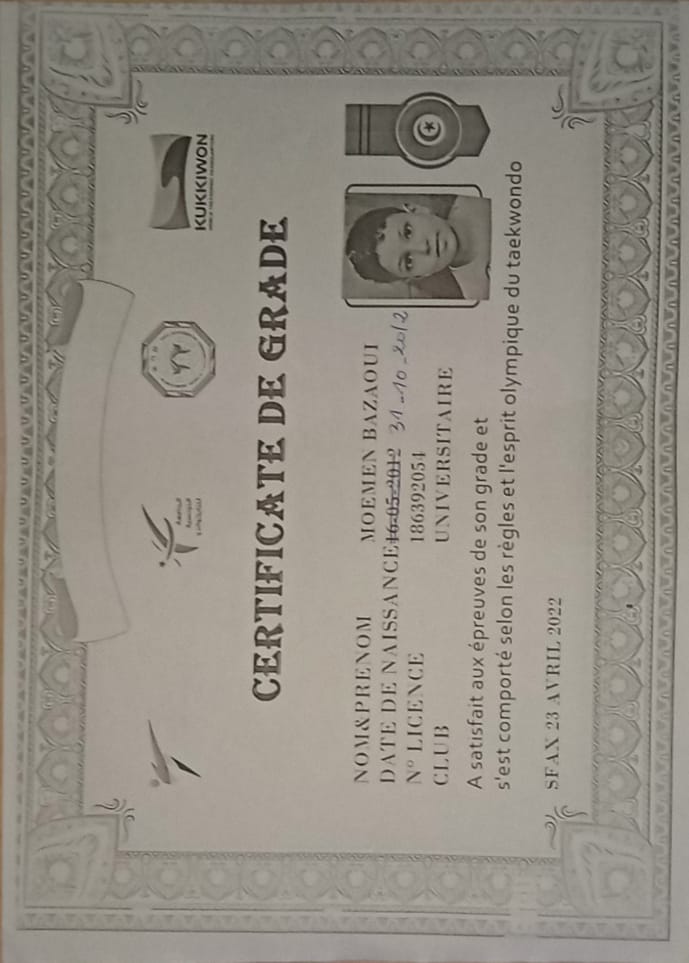 KUKKIWON
CERTIFICATE DE GRADE
NOM&PRENOM MOEMEN BAZAOUI
DATE DE NAISSANCE 16-05-2012 31-10-2012
N° LICENCE 186392054
CLUB UNIVERSITAIRE
A satisfait aux épreuves de son grade et
s'est comporté selon les règles et l'esprit olympique du taekwondo
SFAX 23 AVRIL 2022